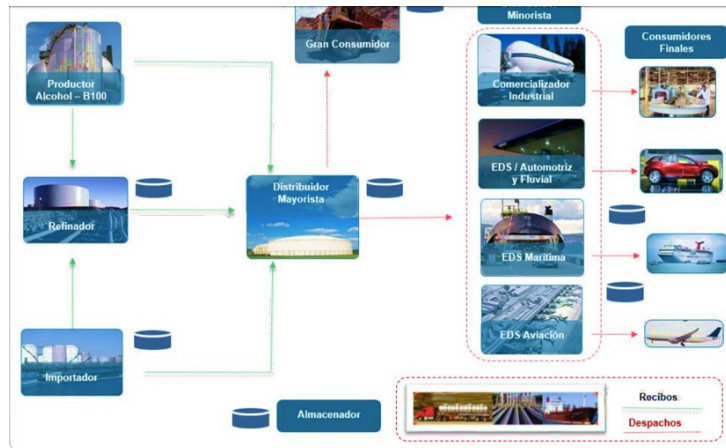 Minorista
Gran Consumidor
Consumidores
Finales
Productor
Alcohol – B100
Comercializador
Industrial
EDS / Automotriz
y Fluvial
Distribuidor
Mayorista
Refinador
EDS Marítima
EDS Aviación
Importador
Almacenador
Recibos
Despachos